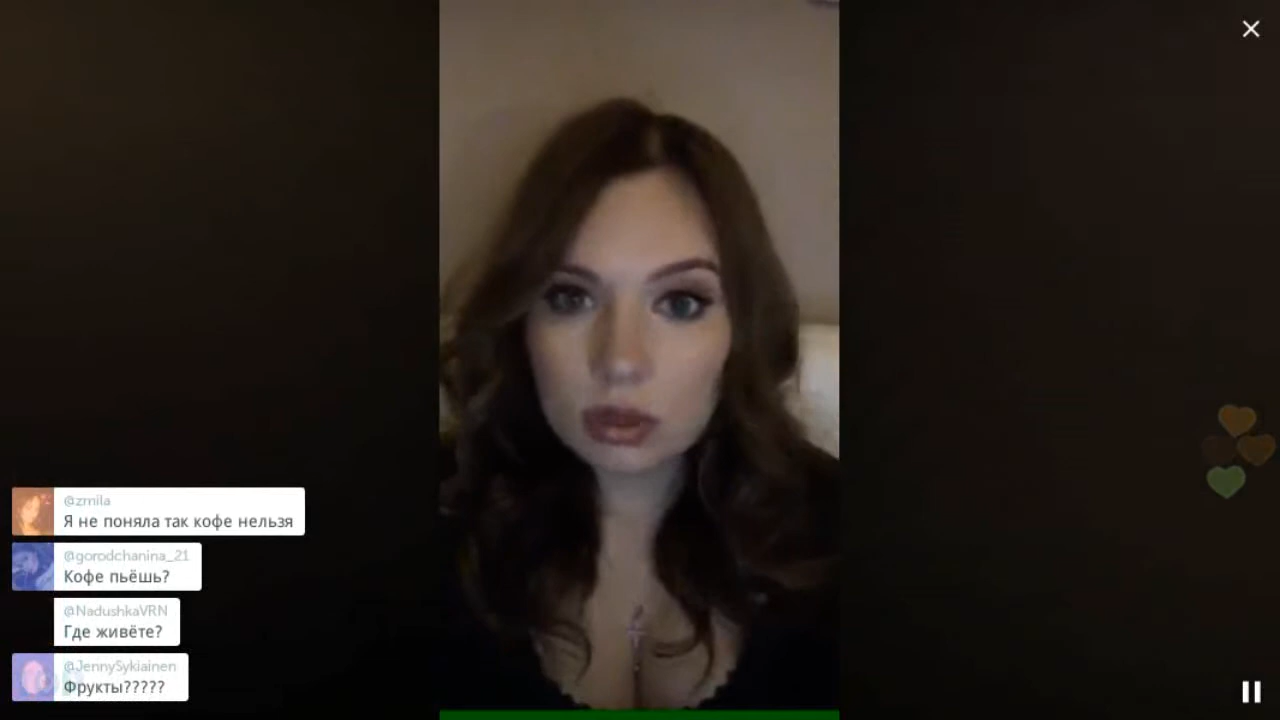 @zmila
Я не поняла так кофе нельзя
@gorodchanina_21
Кофе пьёшь?
@NadushkaVRN
Где живёте?
@JennySykiainen
Фрукты?????